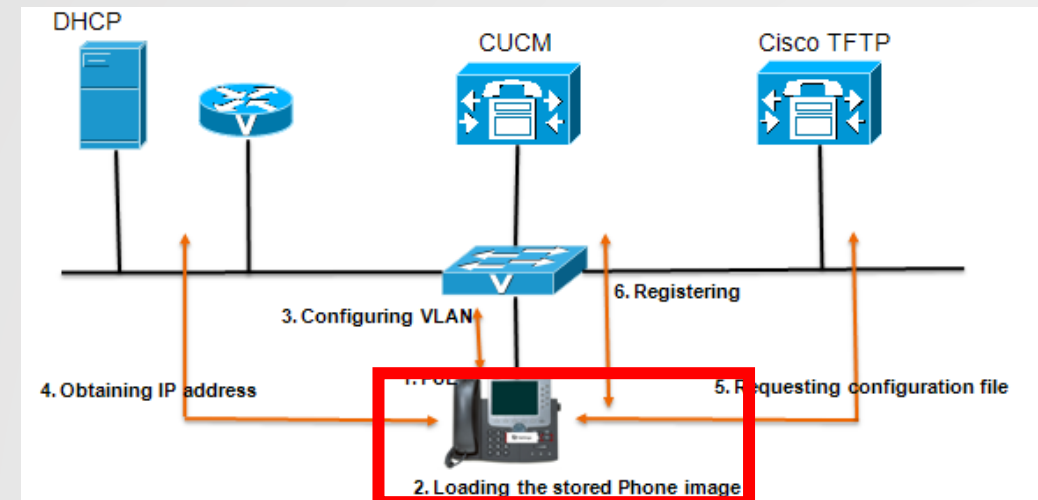 DHCP
CUCM
Cisco TFTP
V
V
6. Registering
3. Configuring VLAN
4. Obtaining IP address
5. Requesting configuration file
2. Loading the stored Phone image